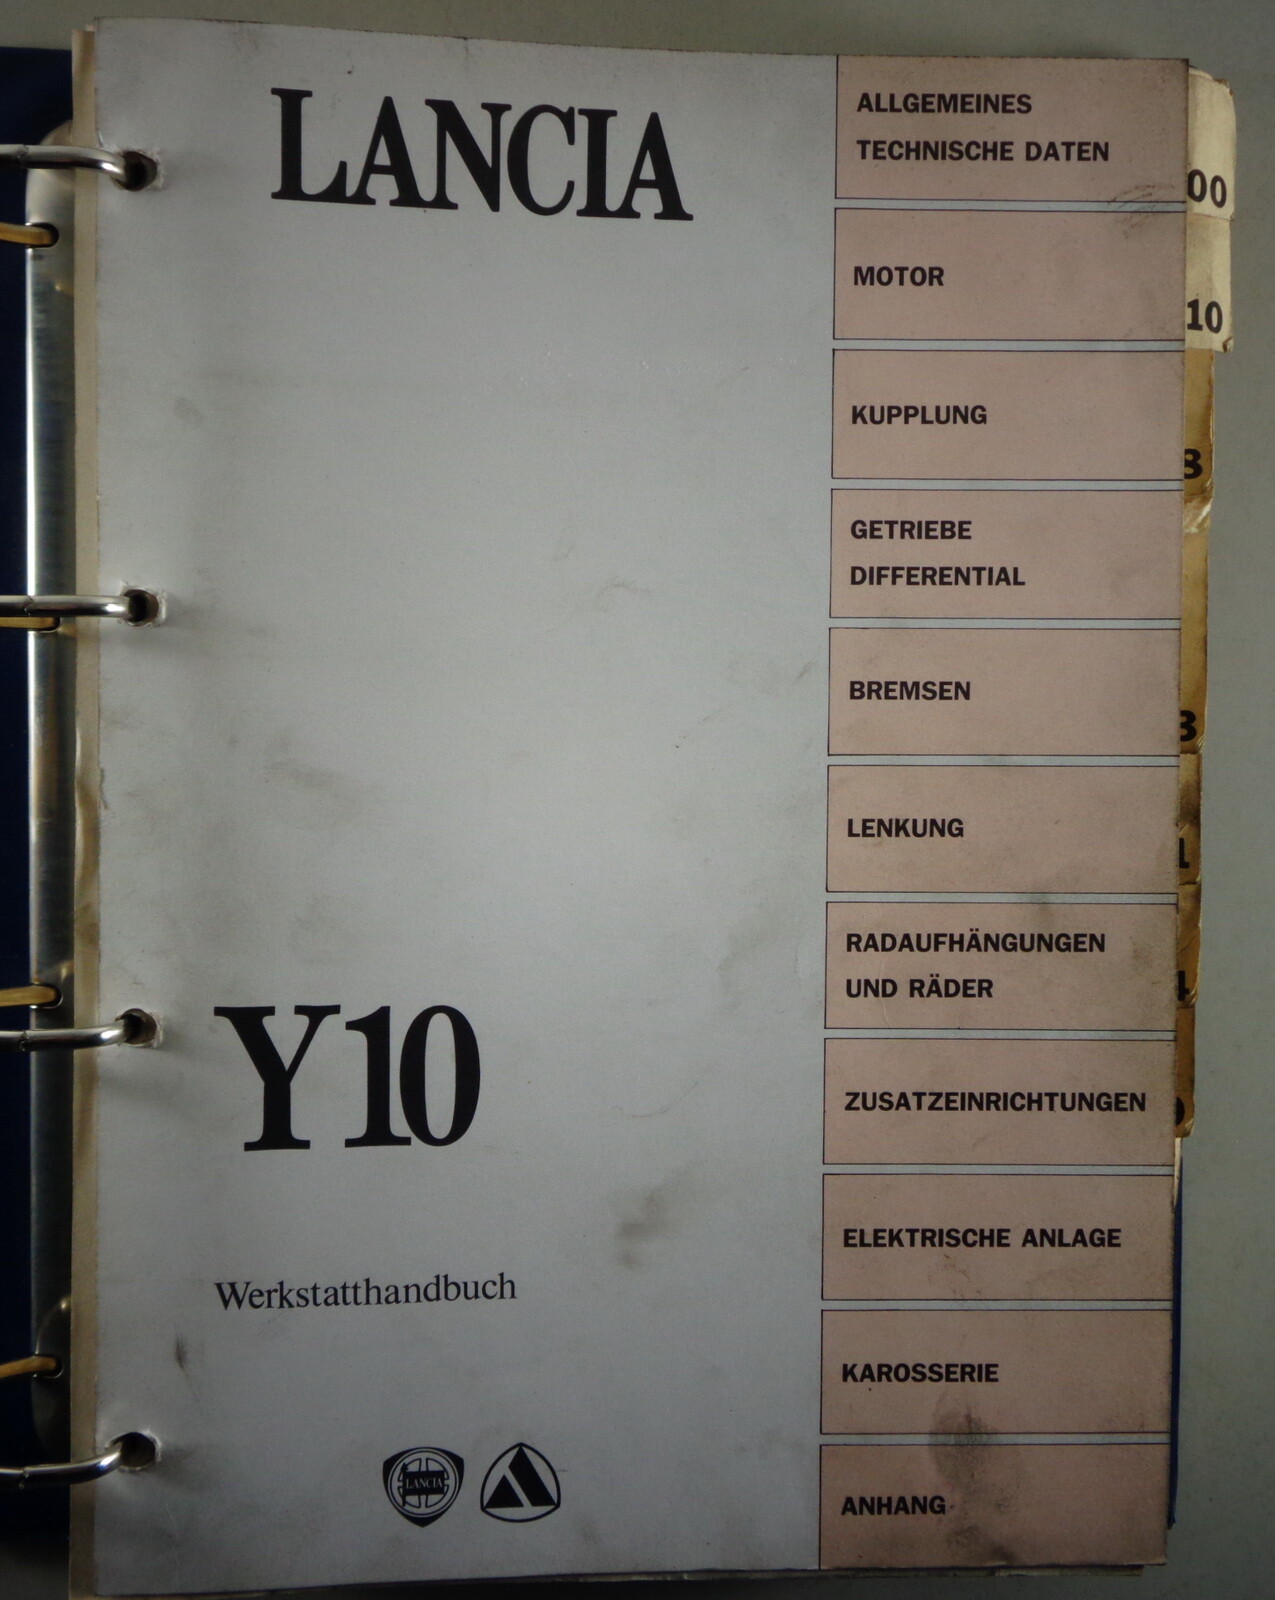 LANCIA
Y10
Werkstatthandbuch
LANCIA
ALLGEMEINES
TECHNISCHE DATEN
MOTOR
KUPPLUNG
GETRIEBE
DIFFERENTIAL
BREMSEN
LENKUNG
RADAUFHÄNGUNGEN
UND RÄDER
ZUSATZEINRICHTUNGEN
ELEKTRISCHE ANLAGE
KAROSSERIE
ANHANG
00
10